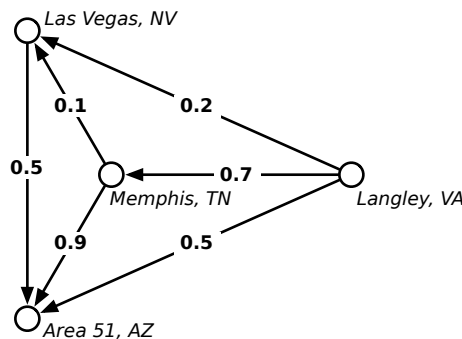 Las Vegas, NV
0.1
0.2
0.5
0.7
Memphis, TN
Langley, VA
0.9
0.5
Area 51, AZ